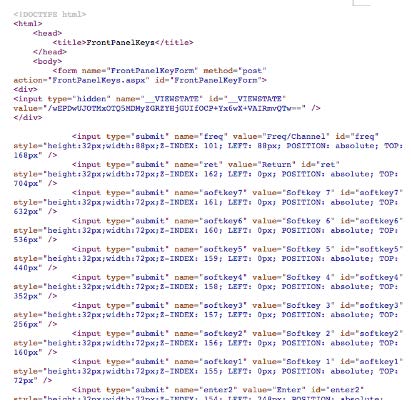 <!DOCTYPE html>
<html>
<head>
<title>FrontPanelKeys</title>
</head>
<body>
<form name="FrontPanelKeyForm" method="post"
action="FrontPanelKeys.aspx" id="FrontPanelKeyForm">
<div>
<input type="hidden" name="__VIEWSTATE" id="__VIEWSTATE"
value="/wEPDwUJOTMxOTQ5MDMyZGRZYHjGUIfOCP+Yx6wX+VAIRmvQTw==" />
</div>
<input type="submit" name="freq" value="Freq/Channel" id="freq"
style="height:32px;width:88px;Z-INDEX: 101; LEFT: 88px; POSITION: absolute; TOP:
168px" />
<input type="submit" name="ret" value="Return" id="ret"
style="height:32px;width:72px;Z-INDEX: 162; LEFT: 0px; POSITION: absolute; TOP:
704px" />
<input type="submit" name="softkey7" value="Softkey 7" id="softkey7"
style="height:32px;width:72px;Z-INDEX: 161; LEFT: 0px; POSITION: absolute; TOP:
632px" />
<input type="submit" name="softkey6" value="Softkey 6" id="softkey6"
style="height:32px;width:72px;Z-INDEX: 160; LEFT: 0px; POSITION: absolute; TOP:
536px" />
<input type="submit" name="softkey5" value="Softkey 5" id="softkey5"
style="height:32px;width:72px;Z-INDEX: 159; LEFT: 0px; POSITION: absolute; TOP:
440px" />
<input type="submit" name="softkey4" value="Softkey 4" id="softkey4"
style="height:32px;width:72px;Z-INDEX: 158; LEFT: 0px; POSITION: absolute; TOP:
352px" />
<input type="submit" name="softkey3" value="Softkey 3" id="softkey3"
style="height:32px;width:72px;Z-INDEX: 157; LEFT: 0px; POSITION: absolute; TOP:
256px" />
<input type="submit" name="softkey2" value="Softkey 2" id="softkey2"
style="height:32px;width:72px;Z-INDEX: 156; LEFT: 0px; POSITION: absolute; TOP:
160px" />
<input type="submit" name="softkey1" value="Softkey 1" id="softkey1"
style="height:32px;width:72px;Z-INDEX: 155; LEFT: 0px; POSITION: absolute; TOP:
72px" />
<input type="submit" name="enter2" value="Enter" id="enter2"
style="height:32px;width:72px;Z-INDEX: 154; LEFT: 248px; POSITION: absolute;